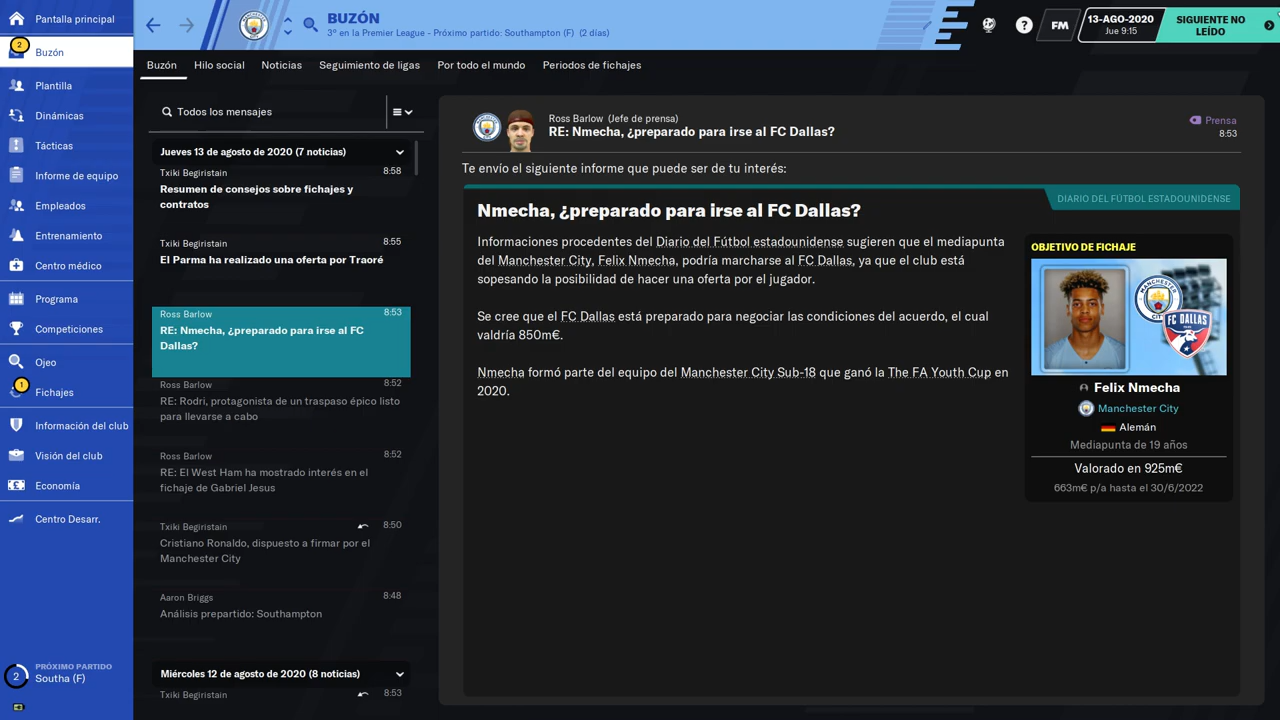 Pantalla principal
2
Buzón
Plantilla
Dinámicas
Tácticas
Informe de equipo
Empleados
Entrenamiento
Centro médico
Programa
Competiciones
Ojeo
1
Fichajes
Información del club
Visión del club
Economía
Centro Desarr.
2
PRÓXIMO PARTIDO
Southa (F)
BUZÓN
3º en la Premier League - Próximo partido: Southampton (F) (2 días)
?
FM
13-AGO-2020
Jue 9:15
SIGUIENTE NO
LEÍDO
Buzón
Hilo social
Noticias
Seguimiento de ligas
Por todo el mundo
Periodos de fichajes
Todos los mensajes
Jueves 13 de agosto de 2020 (7 noticias)
Txiki Begiristain 8:58
Resumen de consejos sobre fichajes y
contratos
Txiki Begiristain 8:55
El Parma ha realizado una oferta por Traoré
Ross Barlow 8:53
RE: Nmecha, ¿preparado para irse al FC
Dallas?
Ross Barlow 8:52
RE: Rodri, protagonista de un traspaso épico listo
para llevarse a cabo
Ross Barlow 8:52
RE: El West Ham ha mostrado interés en el
fichaje de Gabriel Jesus
Txiki Begiristain 8:50
Cristiano Ronaldo, dispuesto a firmar por el
Manchester City
Aaron Briggs 8:48
Análisis prepartido: Southampton
Miércoles 12 de agosto de 2020 (8 noticias)
Txiki Begiristain 8:53
Ross Barlow (Jefe de prensa)
RE: Nmecha, ¿preparado para irse al FC Dallas?
Prensa
8:53
Te envío el siguiente informe que puede ser de tu interés:
DIARIO DEL FÚTBOL ESTADOUNIDENSE
Nmecha, ¿preparado para irse al FC Dallas?
Informaciones procedentes del Diario del Fútbol estadounidense sugieren que el mediapunta
del Manchester City, Felix Nmecha, podría marcharse al FC Dallas, ya que el club está
sopesando la posibilidad de hacer una oferta por el jugador.
Se cree que el FC Dallas está preparado para negociar las condiciones del acuerdo, el cual
valdría 850m€.
Nmecha formó parte del equipo del Manchester City Sub-18 que ganó la The FA Youth Cup en
2020.
OBJETIVO DE FICHAJE
FC DALLAS
Felix Nmecha
Manchester City
Alemán
Mediapunta de 19 años
Valorado en 925m€
663m€ p/a hasta el 30/6/2022